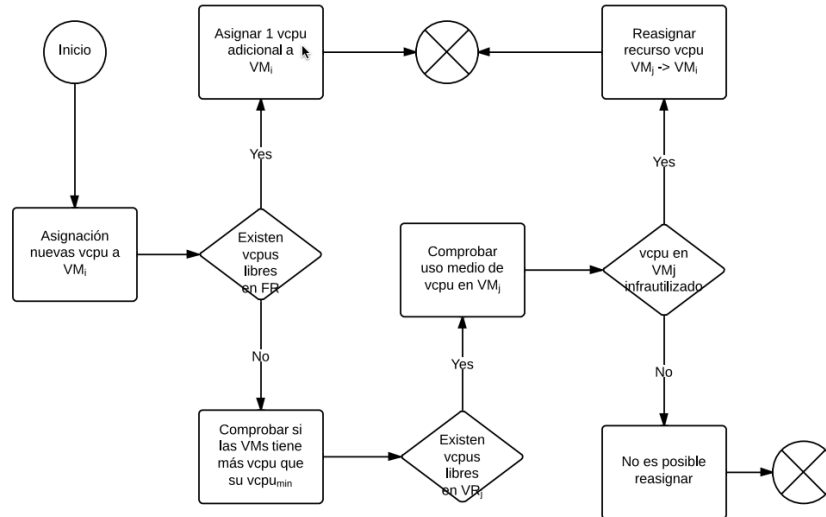 Inicio
Asignación
nuevas vcpu a
VMi
Existen
vcpus
libres
en FR
Yes
Asignar 1 vcpu
adicional a
VMi
No
Comprobar si
las VMs tiene
más vcpu que
su vcpumin
Existen
vcpus
libres
en VRj
Yes
Comprobar
uso medio de
vcpu en VMj
vcpu en
VMj
infrautilizado
Yes
Reasignar
recurso vcpu
VMj -> VMi
No
No es posible
reasignar